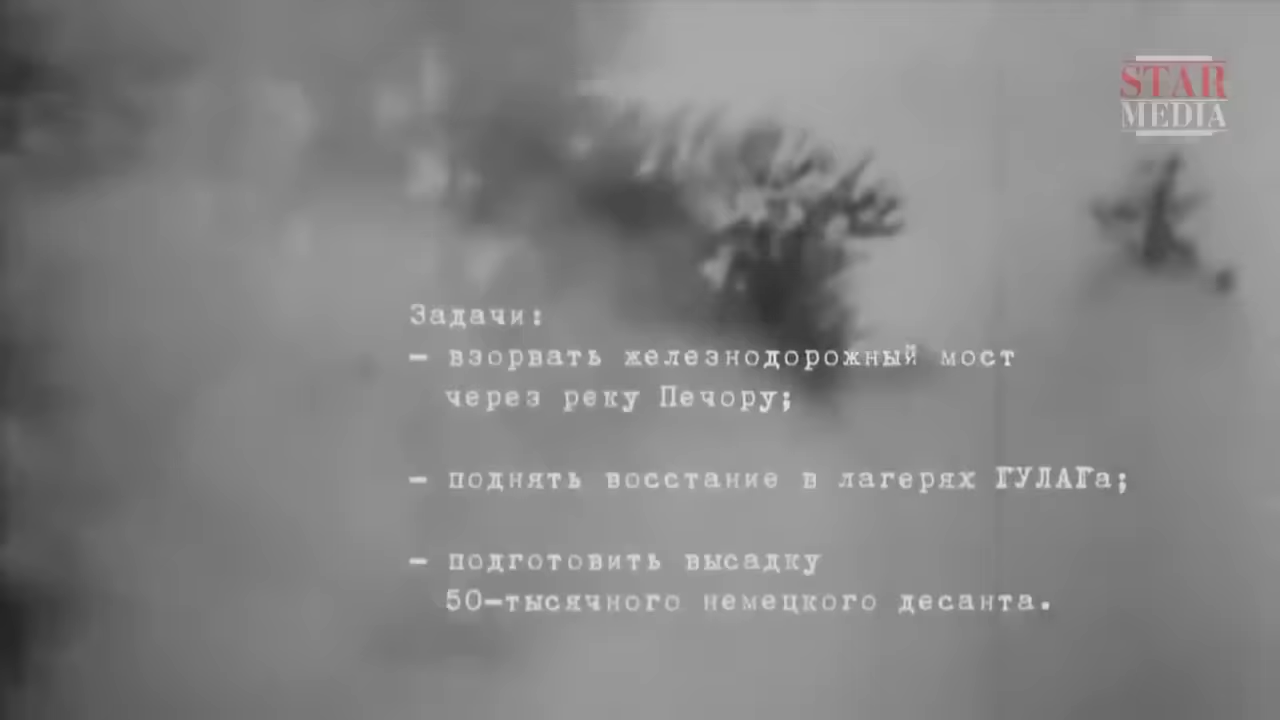 STAR
MEDIA
Задачи:
— взорвать железнодорожный мост
через реку Печору;
— поднять восстание в лагерях ГУЛАГа;
— подготовить высадку
50—тысячного немецкого десанта.